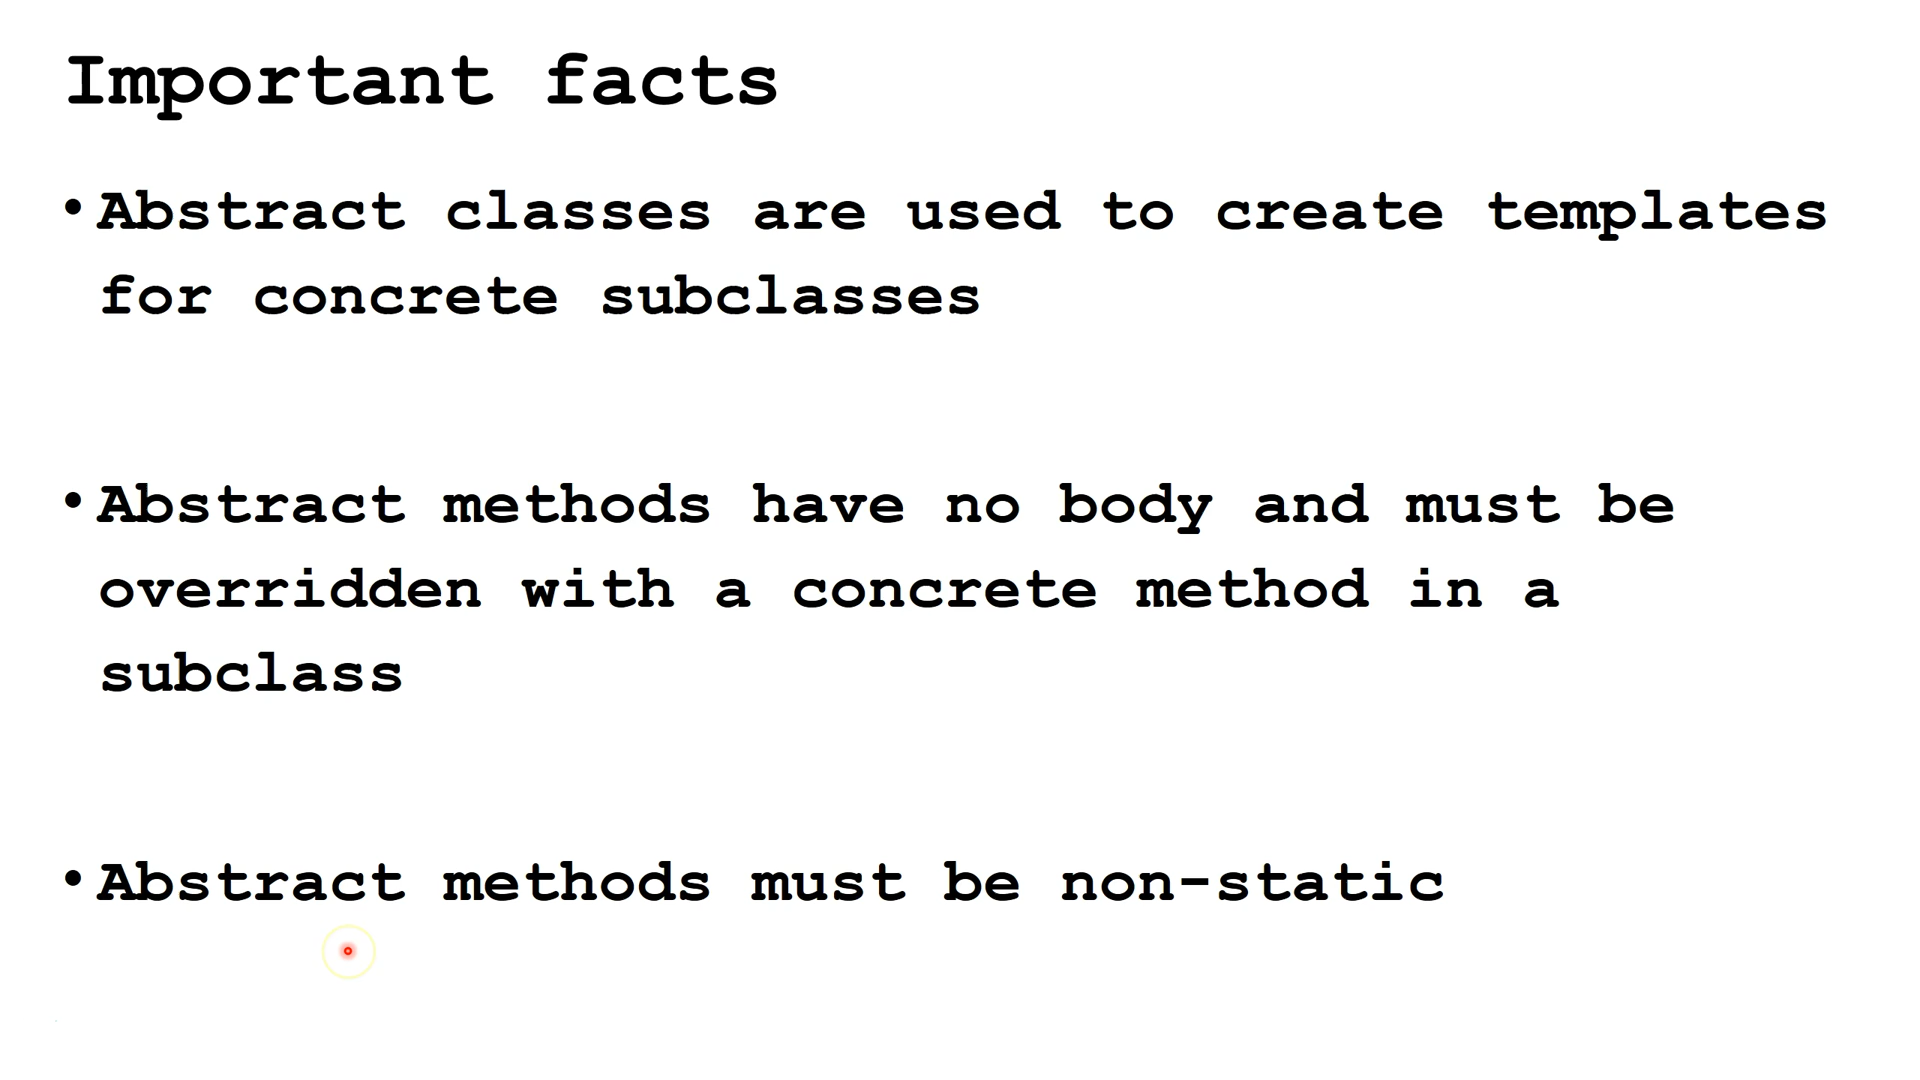 Important facts
• Abstract classes are used to create templates
for concrete subclasses
• Abstract methods have no body and must be
overridden with a concrete method in a
subclass
• Abstract methods must be non-static